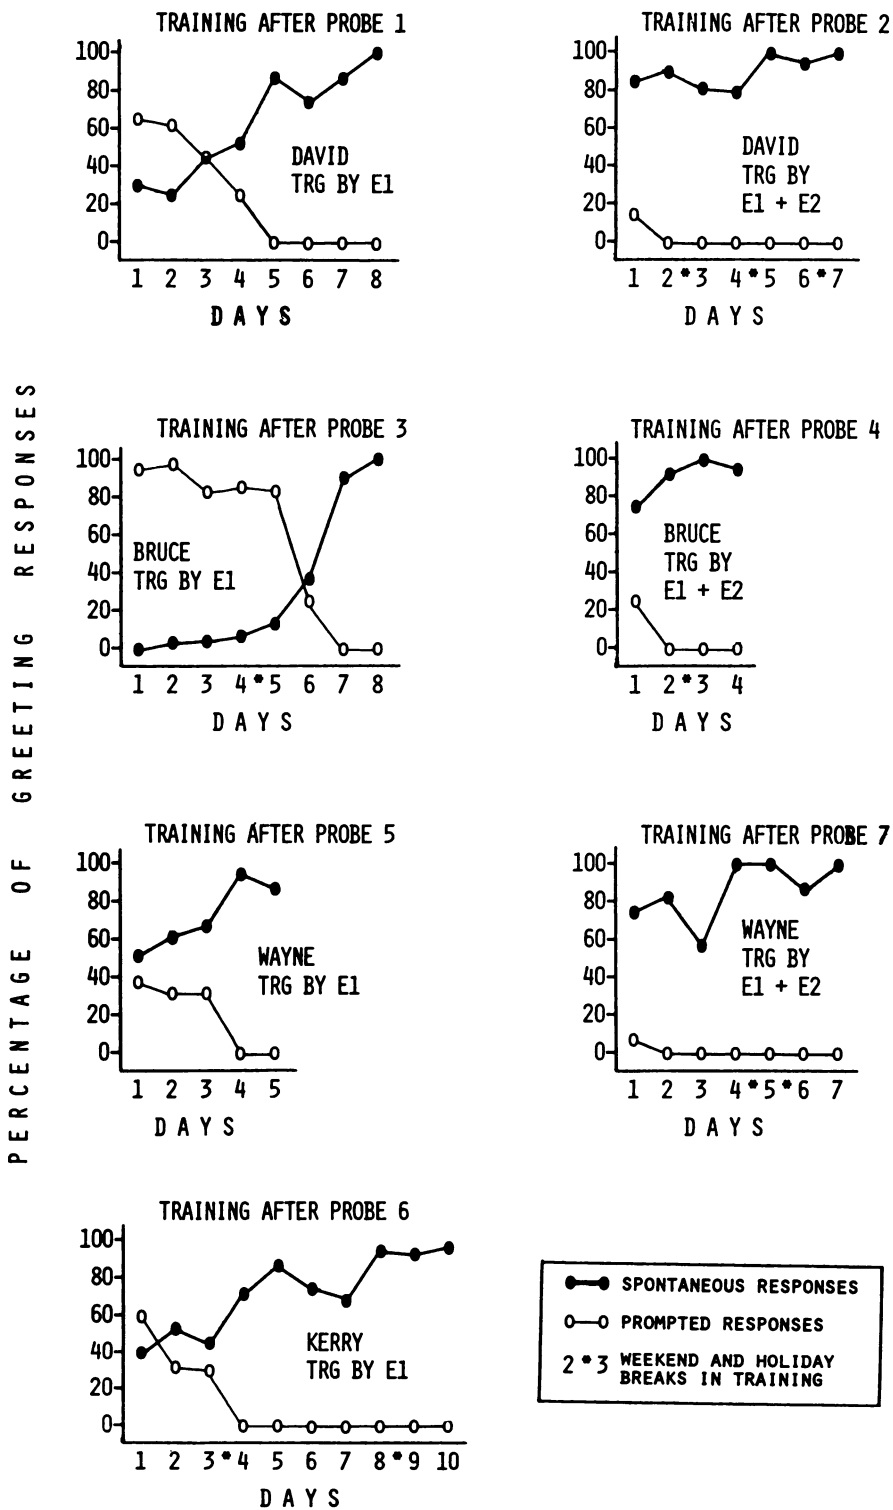 PERCENTAGE OF GREETING RESPONSES
TRAINING AFTER PROBE 1
100
80
60
40
20
0
DAVID
TRG BY E1
1 2 3 4 5 6 7 8
DAYS
TRAINING AFTER PROBE 2
100
80
60
40
20
0
DAVID
TRG BY
E1 + E2
1 2 * 3 4 * 5 6 * 7
DAYS
TRAINING AFTER PROBE 3
100
80
60
40
20
0
BRUCE
TRG BY E1
1 2 3 4 * 5 6 7 8
DAYS
TRAINING AFTER PROBE 4
100
80
60
40
20
0
BRUCE
TRG BY
E1 + E2
1 2 * 3 4
DAYS
TRAINING AFTER PROBE 5
100
80
60
40
20
0
WAYNE
TRG BY E1
1 2 3 4 5
DAYS
TRAINING AFTER PROBE 7
100
80
60
40
20
0
WAYNE
TRG BY
E1 + E2
1 2 3 4 * 5 * 6 7
DAYS
TRAINING AFTER PROBE 6
100
80
60
40
20
0
KERRY
TRG BY E1
1 2 3 * 4 5 6 7 8 * 9 10
DAYS
SPONTANEOUS RESPONSES
PROMPTED RESPONSES
2 * 3 WEEKEND AND HOLIDAY
BREAKS IN TRAINING